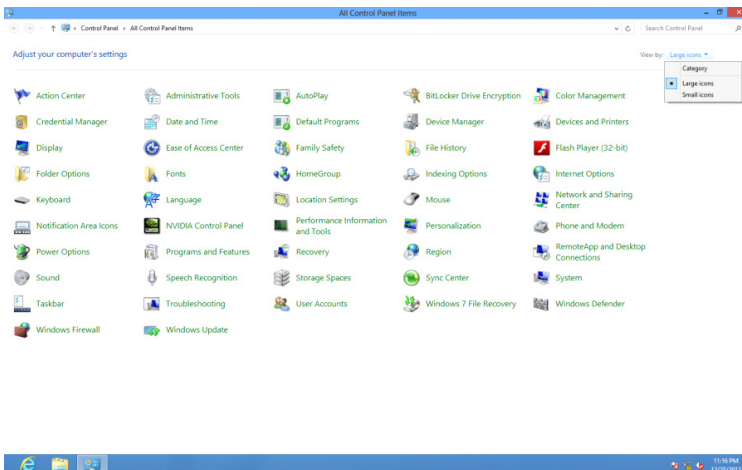 All Control Panel Items
Control Panel
All Control Panel Items
Search Control Panel
Adjust your computer's settings
View by: Large icons
Category
Large icons
Small icons
Action Center
Administrative Tools
AutoPlay
BitLocker Drive Encryption
Color Management
Credential Manager
Date and Time
Default Programs
Device Manager
Devices and Printers
Display
Ease of Access Center
Family Safety
File History
Flash Player (32-bit)
Folder Options
Fonts
HomeGroup
Indexing Options
Internet Options
Keyboard
Language
Location Settings
Mouse
Network and Sharing
Center
Notification Area Icons
NVIDIA Control Panel
Performance Information
and Tools
Personalization
Phone and Modem
Power Options
Programs and Features
Recovery
Region
RemoteApp and Desktop
Connections
Sound
Speech Recognition
Storage Spaces
Sync Center
System
Taskbar
Troubleshooting
User Accounts
Windows 7 File Recovery
Windows Defender
Windows Firewall
Windows Update
11:16 PM